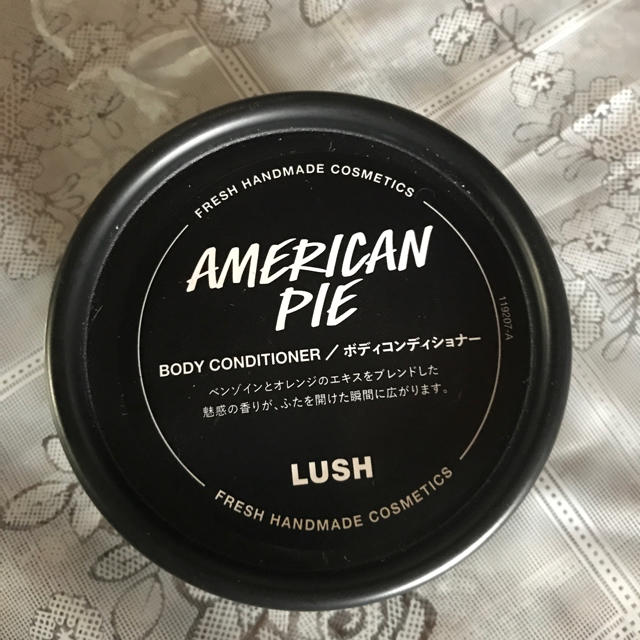 FRESH HANDMADE COSMETICS
AMERICAN
PIE
BODY CONDITIONER / ボディコンディショナー
ベンゾインとオレンジのエキスをブレンドした
魅惑の香りが、ふたを開けた瞬間に広がります。
LUSH
FRESH HANDMADE COSMETICS
119207-A